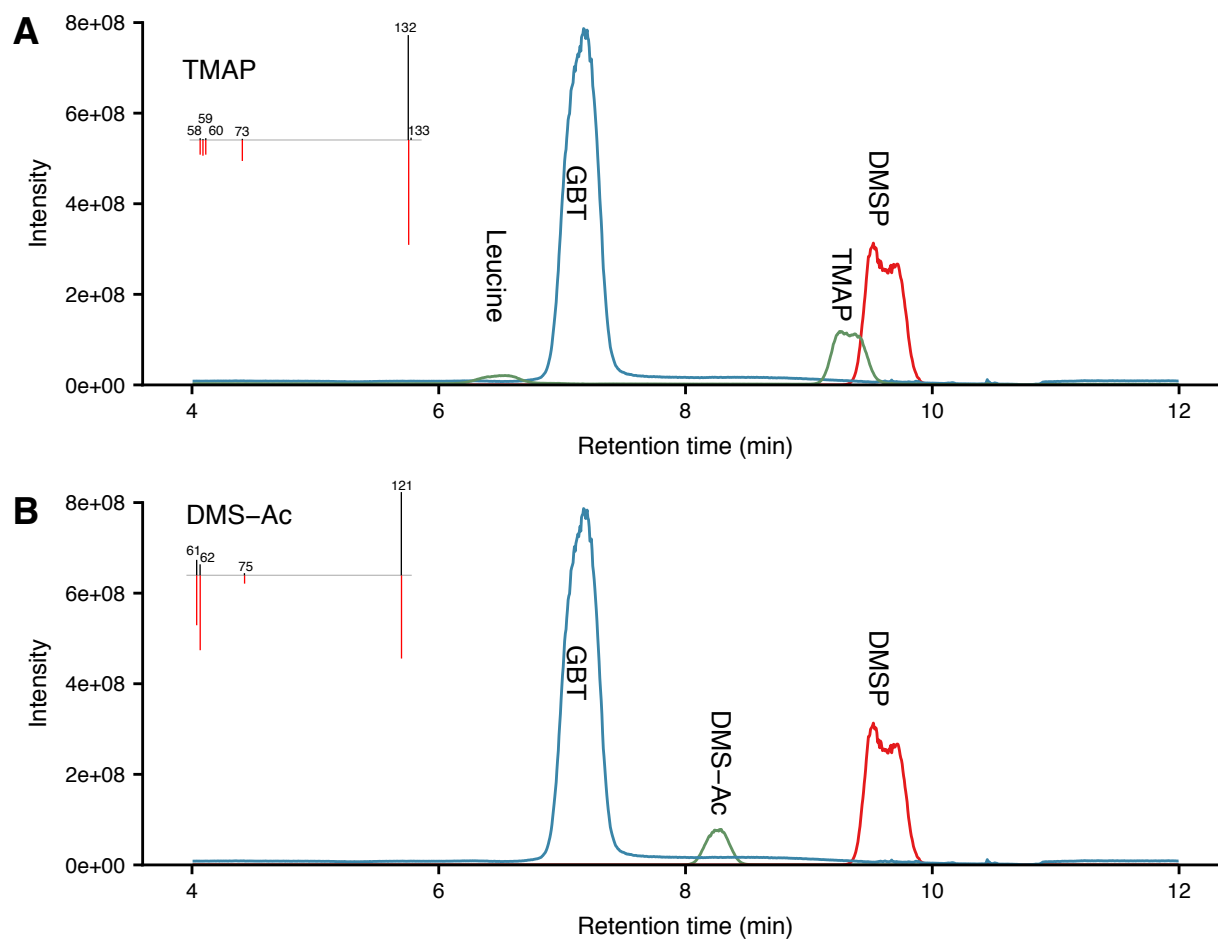 A
8e+08
6e+08
4e+08
2e+08
0e+00
Intensity
TMAP
132
59
58 60 73 133
Leucine
GBT
TMAP
DMSP
4 6 8 10 12
Retention time (min)
B
8e+08
6e+08
4e+08
2e+08
0e+00
Intensity
DMS−Ac
121
61 62 75
GBT
DMS−Ac
DMSP
4 6 8 10 12
Retention time (min)